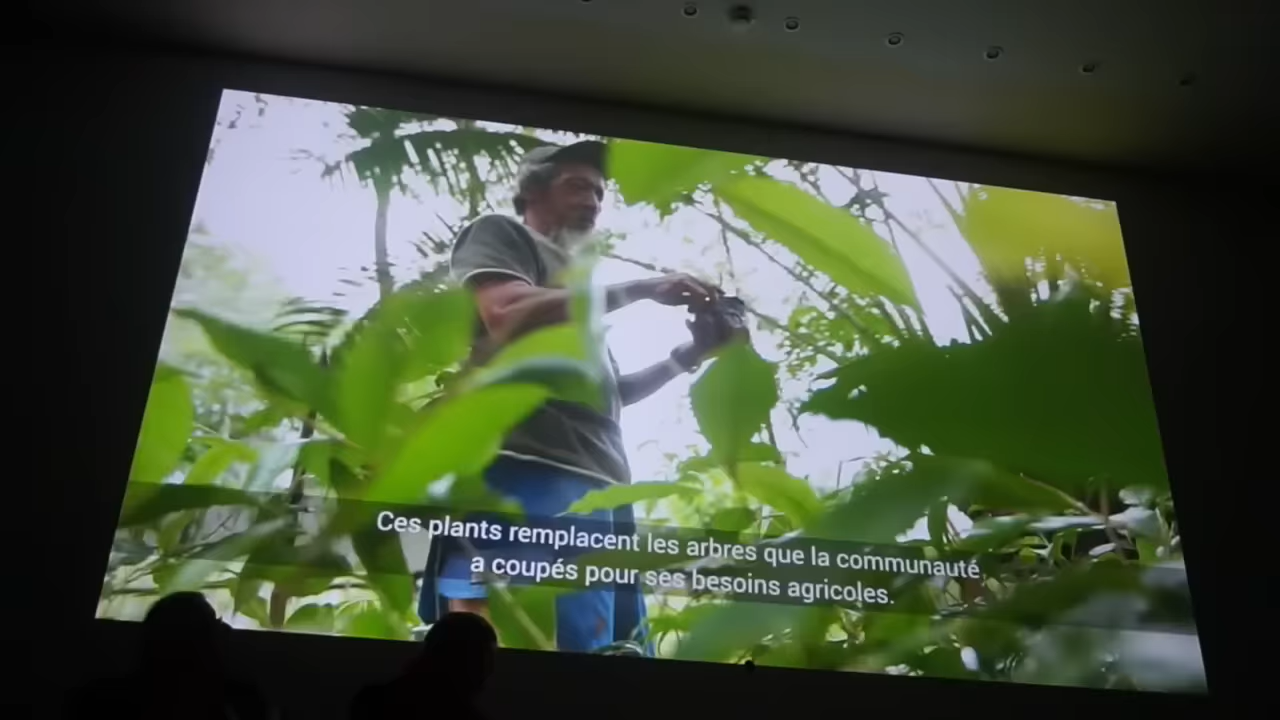 Ces plants remplacent les arbres que la communauté
a coupés pour ses besoins agricoles.